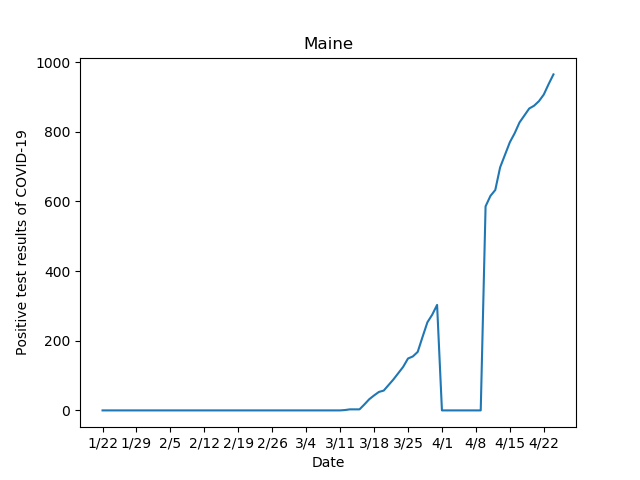 Maine
1000
800
600
400
200
0
Positive test results of COVID-19
1/22 1/29 2/5 2/12 2/19 2/26 3/4 3/11 3/18 3/25 4/1 4/8 4/15 4/22
Date